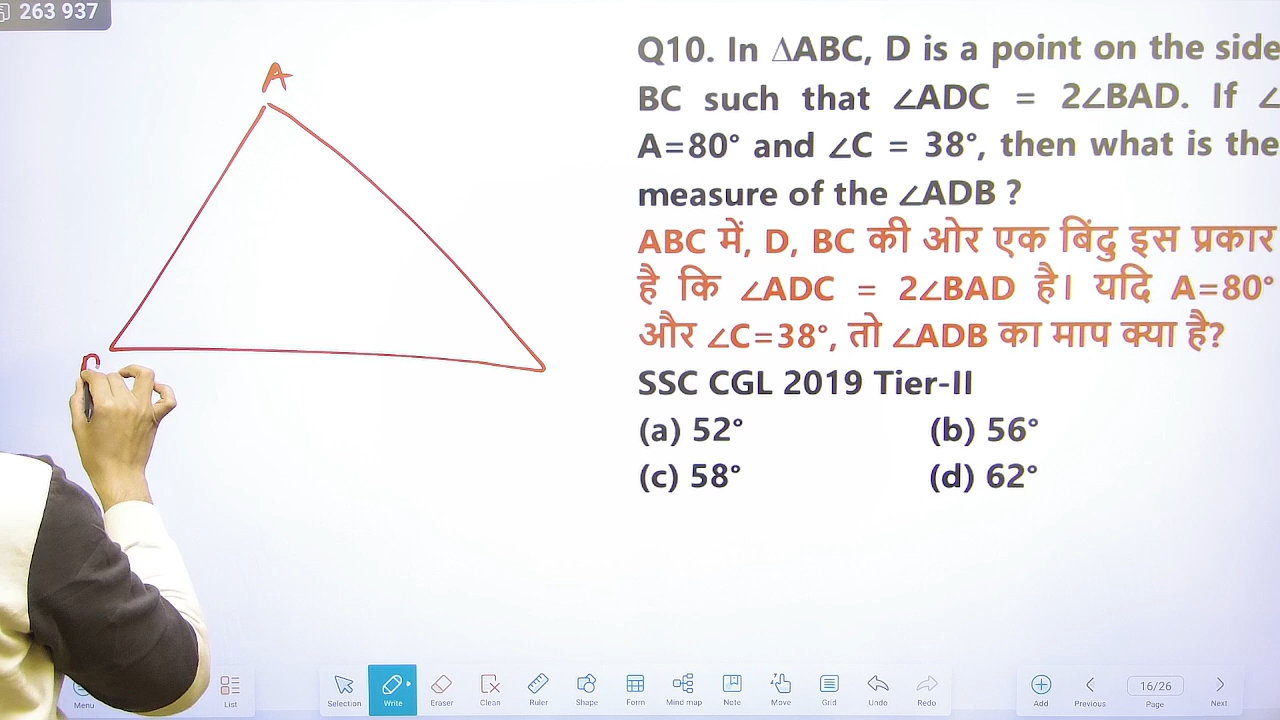 263 937
A
Q10. In ΔABC, D is a point on the side
BC such that ∠ADC = 2∠BAD. If ∠
A=80° and ∠C = 38°, then what is the
measure of the ∠ADB ?
ABC में, D, BC की ओर एक बिंदु इस प्रकार
है कि ∠ADC = 2∠BAD है। यदि A=80°
और ∠C=38°, तो ∠ADB का माप क्या है?
SSC CGL 2019 Tier-II
(a) 52° (b) 56°
(c) 58° (d) 62°
Menu List Selection Write Eraser Clean Ruler Shape Form Mind map Note Move Grid Undo Redo Add Previous 16/26 Page Next